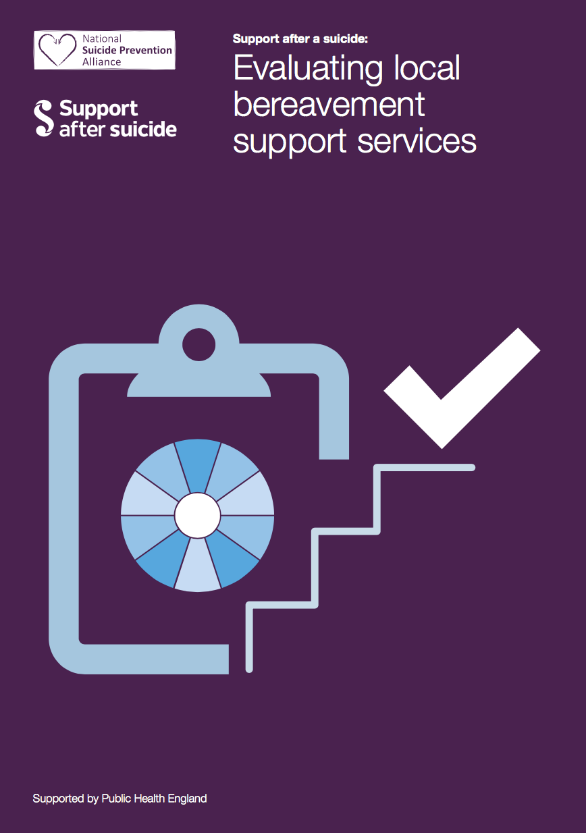 National
Suicide Prevention
Alliance
Support
after suicide
Support after a suicide:
Evaluating local
bereavement
support services
Supported by Public Health England